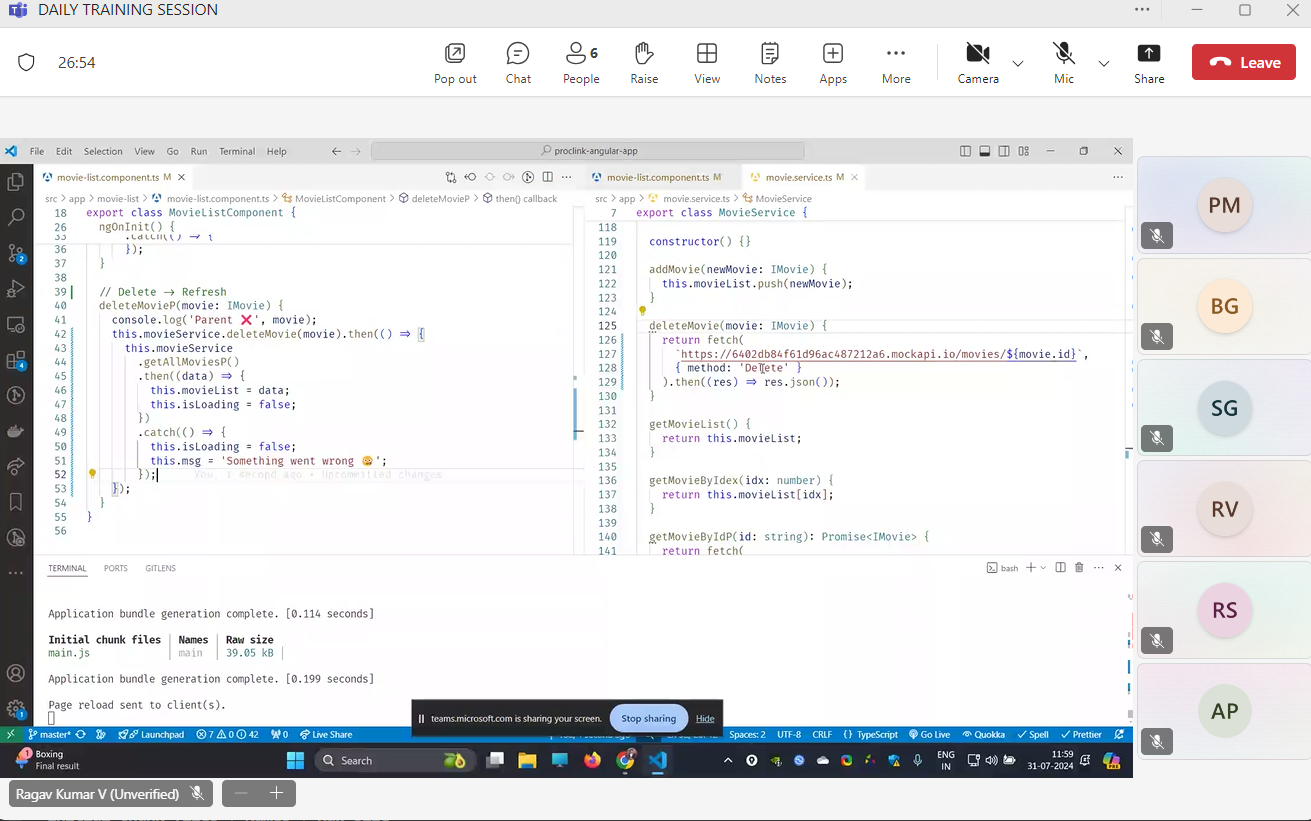 DAILY TRAINING SESSION
26:54
Pop out
Chat
6
People
Raise
View
Notes
Apps
More
Camera
Mic
Share
Leave
File Edit Selection View Go Run Terminal Help
proclink-angular-app
movie-list.component.ts M
src > app > movie-list > movie-list.component.ts > MovieListComponent > deleteMovieP > then() callback
18 export class MovieListComponent {
26 ngOnInit() {
33 .catch(() => {
36 });
37 }
38
39 // Delete -> Refresh
40 deleteMovieP(movie: IMovie) {
41 console.log('Parent ❌', movie);
42 this.movieService.deleteMovie(movie).then(() => {
43 this.movieService
44 .getAllMoviesP()
45 .then((data) => {
46 this.movieList = data;
47 this.isLoading = false;
48 })
49 .catch(() => {
50 this.isLoading = false;
51 this.msg = 'Something went wrong';
52 }); You, 1 second ago • Uncommitted changes
53 });
54 }
55 }
56
movie-list.component.ts M
movie.service.ts M
src > app > movie.service.ts > MovieService
7 export class MovieService {
118
119 constructor() {}
120
121 addMovie(newMovie: IMovie) {
122 this.movieList.push(newMovie);
123 }
124
125 deleteMovie(movie: IMovie) {
126 return fetch(
127 `https://6402db84f61d96ac487212a6.mockapi.io/movies/${movie.id}`,
128 { method: 'Delete' }
129 ).then((res) => res.json());
130 }
131
132 getMovieList() {
133 return this.movieList;
134 }
135
136 getMovieByIdex(idx: number) {
137 return this.movieList[idx];
138 }
139
140 getMovieByIdP(id: string): Promise<IMovie> {
141 return fetch(
TERMINAL PORTS GITLENS
bash
Application bundle generation complete. [0.114 seconds]
Initial chunk files | Names | Raw size
main.js | main | 39.05 kB |
Application bundle generation complete. [0.199 seconds]
Page reload sent to client(s).
teams.microsoft.com is sharing your screen.
Stop sharing
Hide
master*
Launchpad
7 0 42
0
Live Share
Spaces: 2
UTF-8
CRLF
{} TypeScript
Go Live
Quokka
Spell
Prettier
Boxing
Final result
Search
ENG
IN
11:59
31-07-2024
PM
BG
SG
RV
RS
AP
Ragav Kumar V (Unverified)